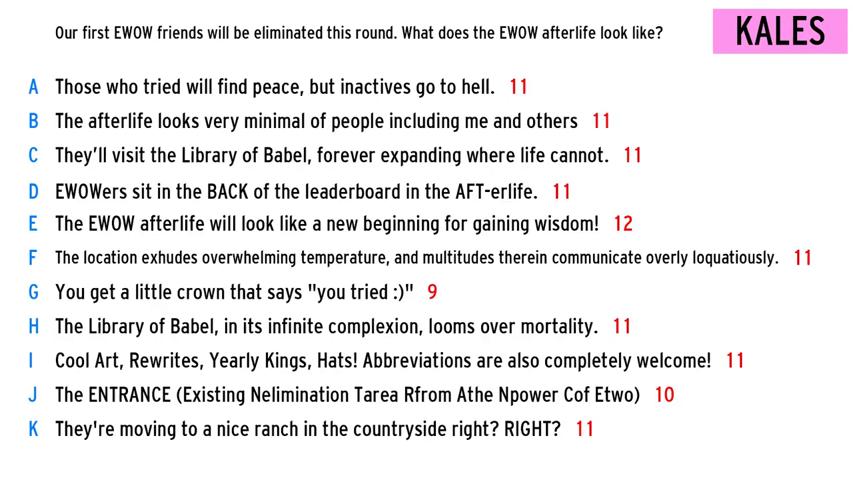 Our first EWOW friends will be eliminated this round. What does the EWOW afterlife look like?
KALES
A Those who tried will find peace, but inactives go to hell. 11
B The afterlife looks very minimal of people including me and others 11
C They'll visit the Library of Babel, forever expanding where life cannot. 11
D EWOWers sit in the BACK of the leaderboard in the AFT-erlife. 11
E The EWOW afterlife will look like a new beginning for gaining wisdom! 12
F The location exhudes overwhelming temperature, and multitudes therein communicate overly loquatiously. 11
G You get a little crown that says "you tried :)" 9
H The Library of Babel, in its infinite complexion, looms over mortality. 11
I Cool Art, Rewrites, Yearly Kings, Hats! Abbreviations are also completely welcome! 11
J The ENTRANCE (Existing Nelimination Tarea Rfrom Athe Npower Cof Etwo) 10
K They're moving to a nice ranch in the countryside right? RIGHT? 11